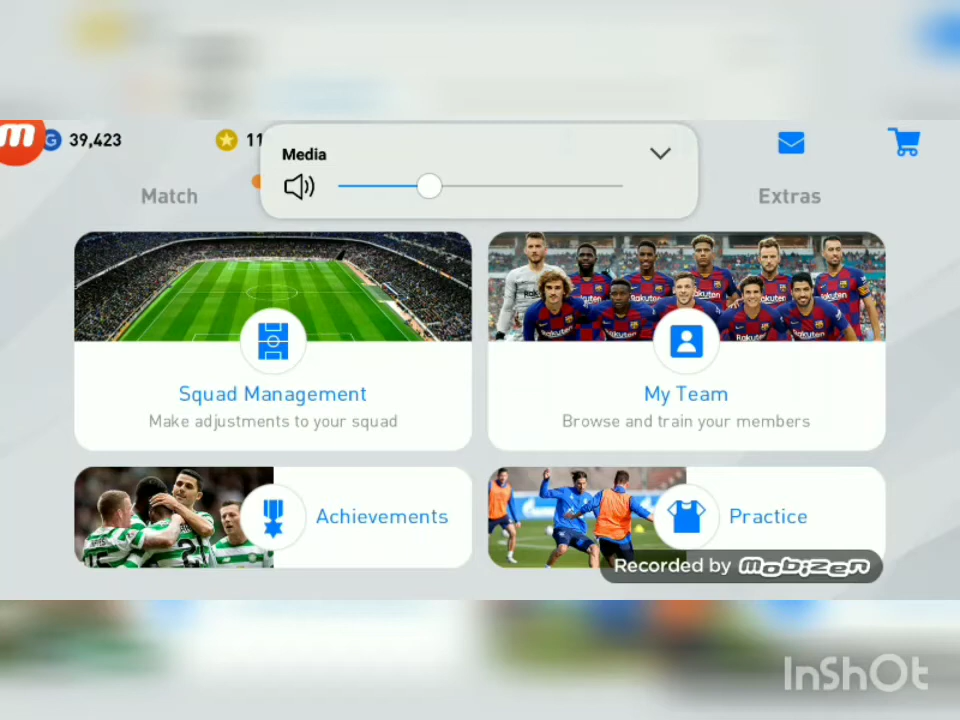 m
G 39,423
11
Media
Match
Extras
Rakuten
Squad Management
Make adjustments to your squad
My Team
Browse and train your members
Achievements
Practice
Recorded by mobizen
InShOt